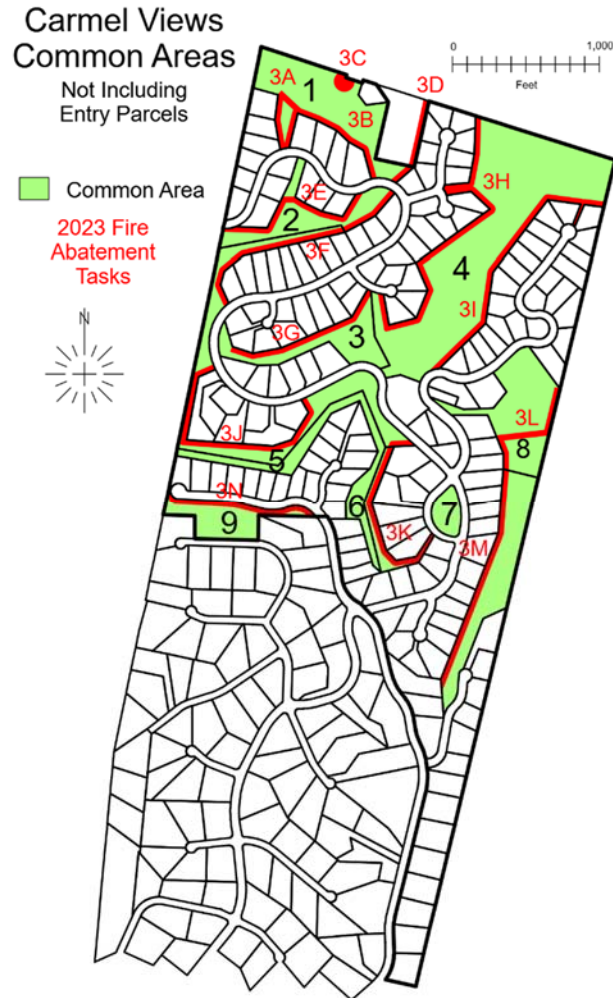 Carmel Views
Common Areas
Not Including
Entry Parcels
Common Area
2023 Fire
Abatement
Tasks
N
0
1,000
Feet
3C
3A
1
3D
3B
3H
3E
2
3F
4
3I
3G
3
3L
3J
5
8
3N
6
7
9
3K
3M